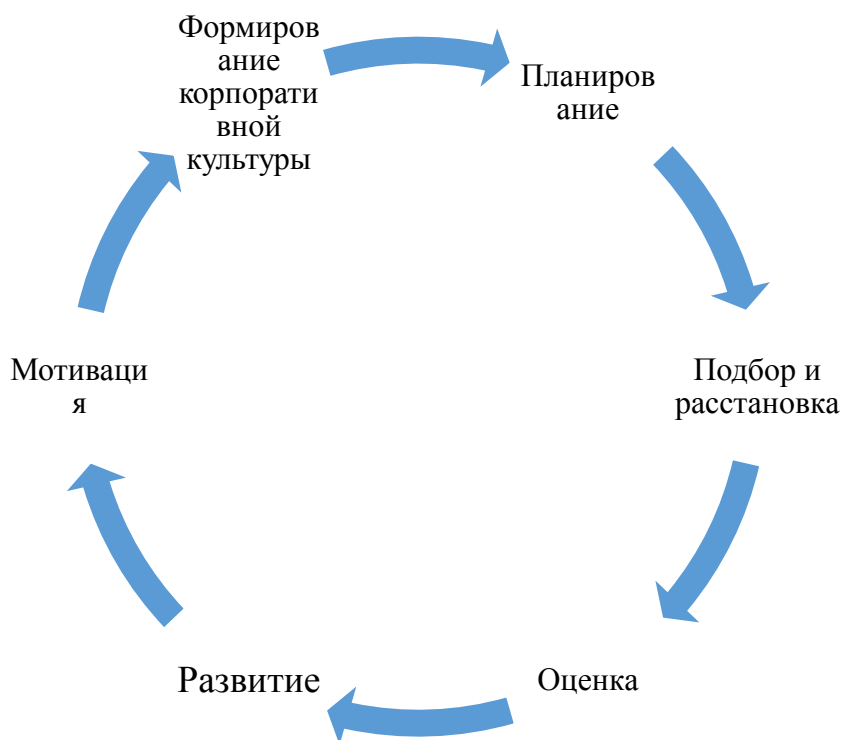 Формиров
ание
корпорати
вной
культуры
Планиров
ание
Подбор и
расстановка
Оценка
Развитие
Мотиваци
я